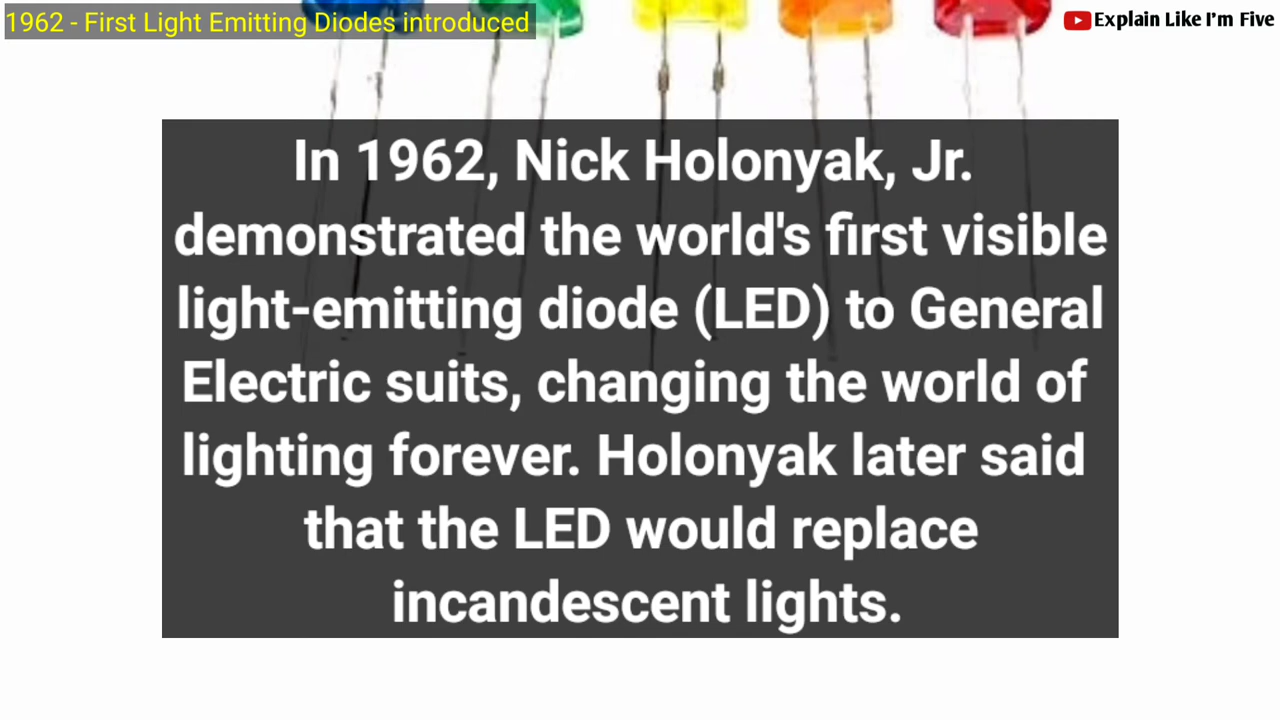 1962 - First Light Emitting Diodes introduced
Explain Like I'm Five
In 1962, Nick Holonyak, Jr.
demonstrated the world's first visible
light-emitting diode (LED) to General
Electric suits, changing the world of
lighting forever. Holonyak later said
that the LED would replace
incandescent lights.